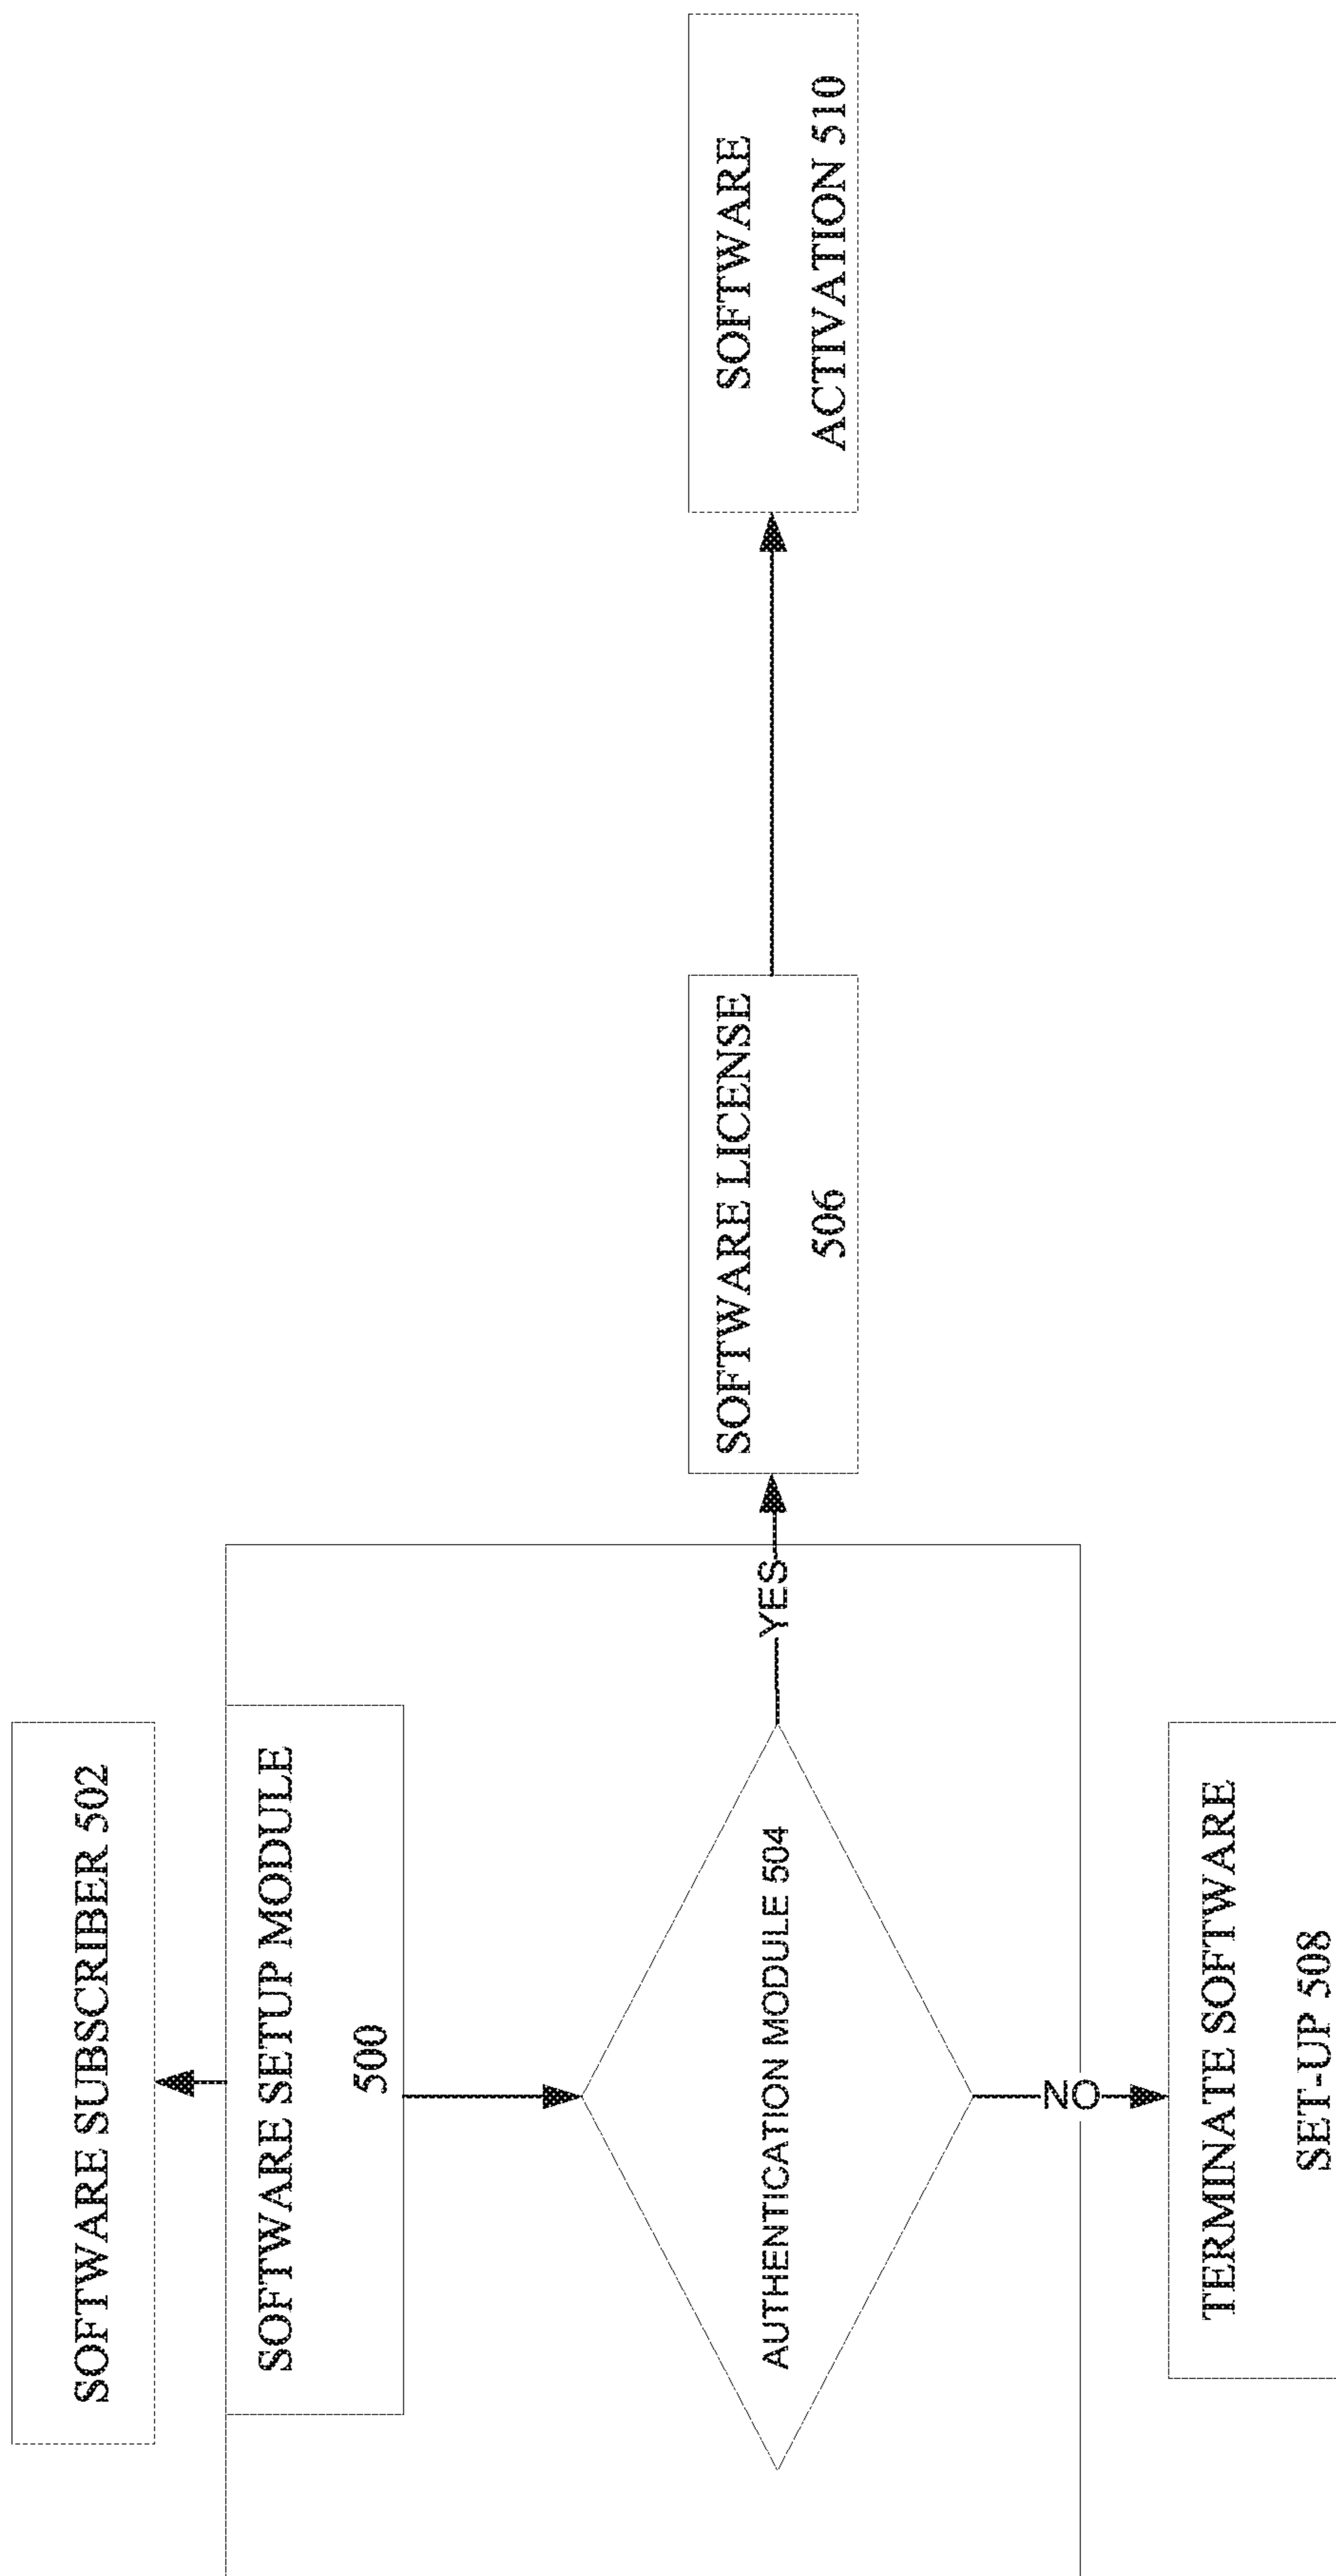 SOFTWARE SUBSCRIBER 502
SOFTWARE SETUP MODULE
500
AUTHENTICATION MODULE 504
YES
NO
SOFTWARE LICENSE
506
SOFTWARE
ACTIVATION 510
TERMINATE SOFTWARE
SET-UP 508